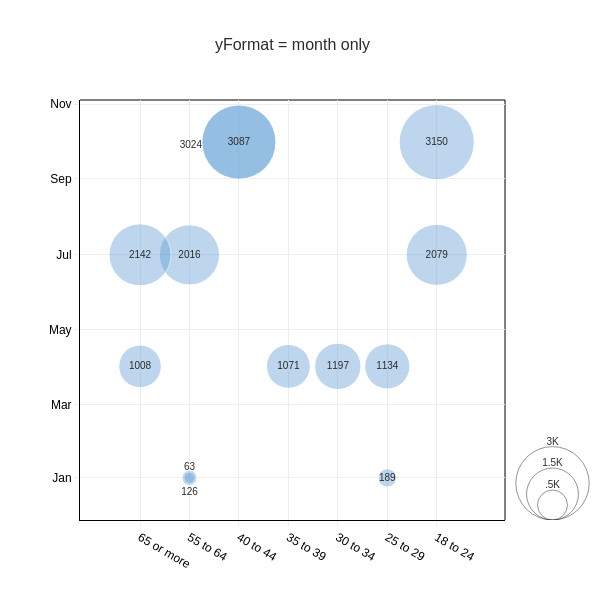 yFormat = month only
Nov
3024
3087
3150
Sep
Jul
2142
2016
2079
May
1008
1071
1197
1134
Mar
3K
1.5K
.5K
Jan
63
126
189
65 or more
55 to 64
40 to 44
35 to 39
30 to 34
25 to 29
18 to 24